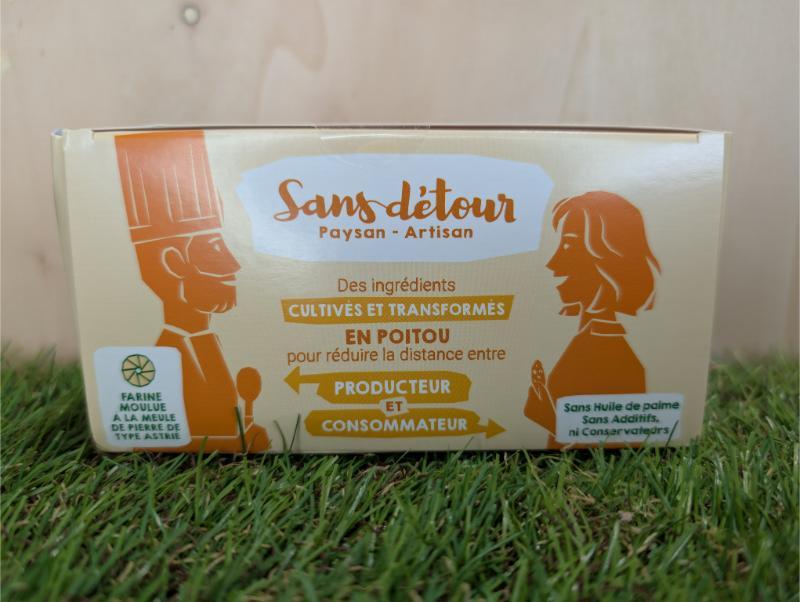 Sans détour
Paysan - Artisan
Des ingrédients
CULTIVÉS ET TRANSFORMÉS
EN POITOU
pour réduire la distance entre
PRODUCTEUR
ET
CONSOMMATEUR
FARINE
MOULUE
A LA MEULE
DE PIERRE DE
TYPE ASTRIE
Sans Huile de palme
Sans Additifs,
ni Conservateurs